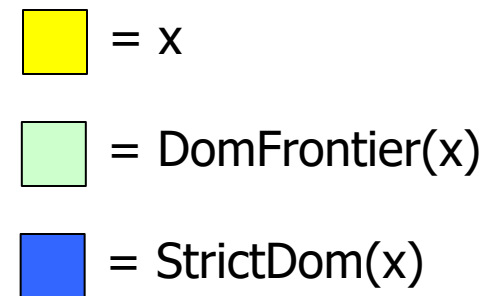 = x
= DomFrontier(x)
= StrictDom(x)